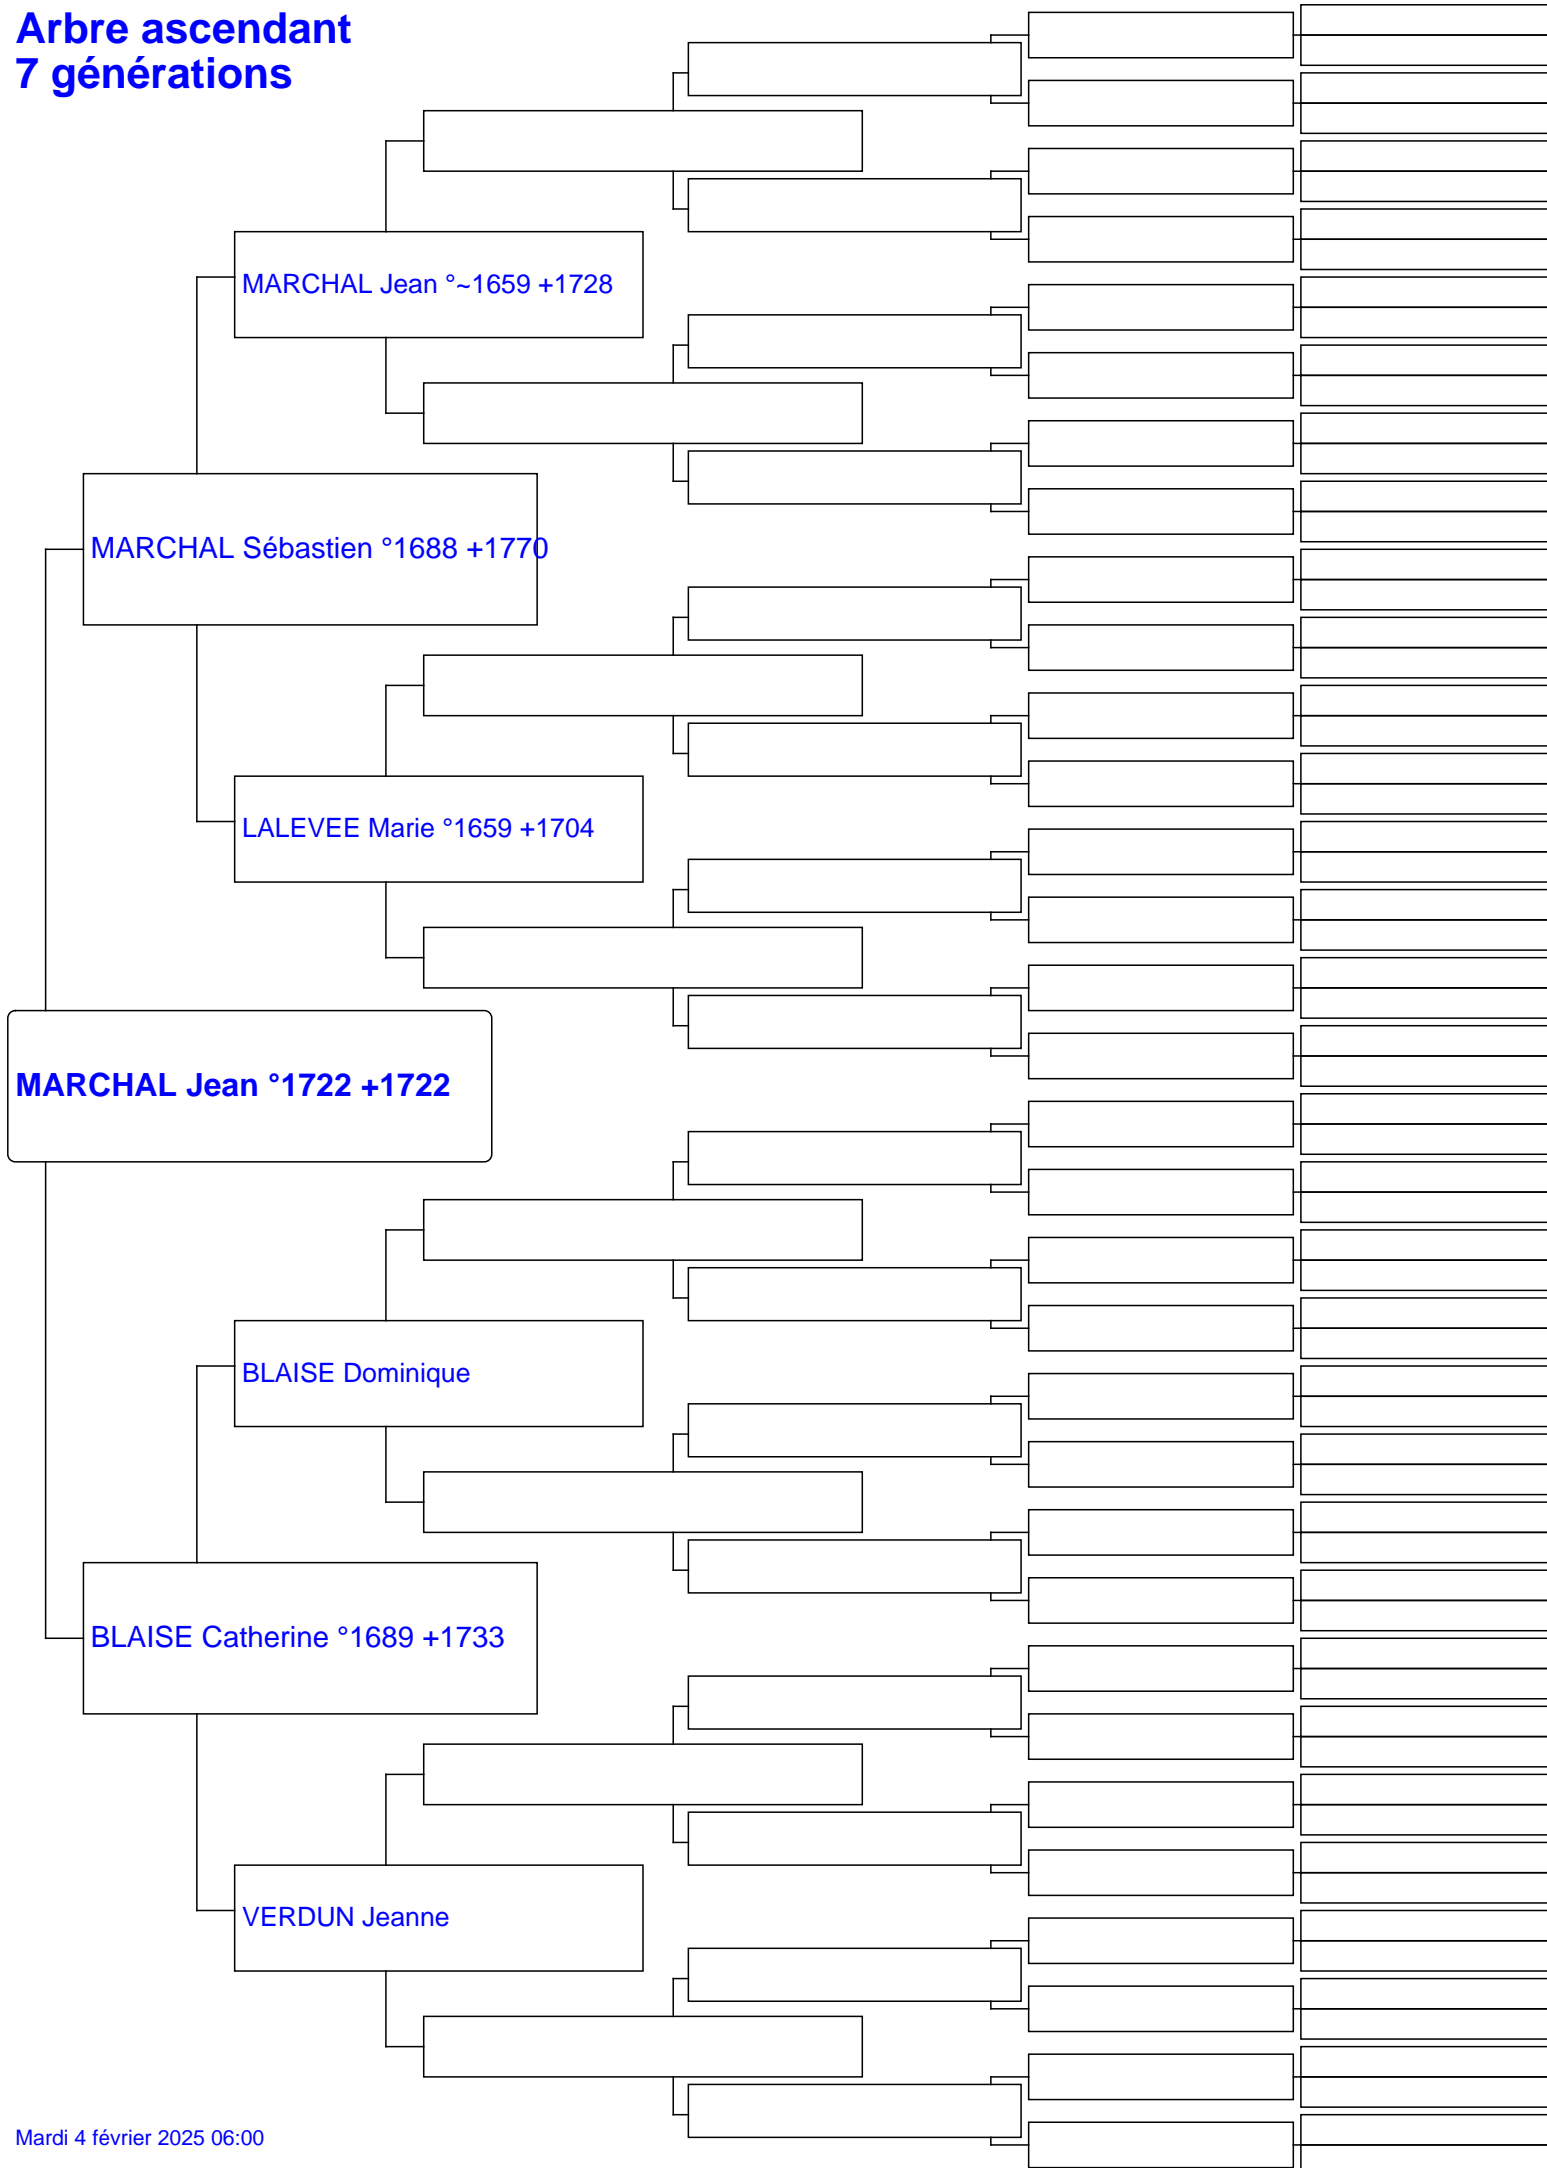 Arbre ascendant
7 générations
MARCHAL Jean °~1659 +1728
MARCHAL Sébastien °1688 +1770
LALEVEE Marie °1659 +1704
MARCHAL Jean °1722 +1722
BLAISE Dominique
BLAISE Catherine °1689 +1733
VERDUN Jeanne
Mardi 4 février 2025 06:00